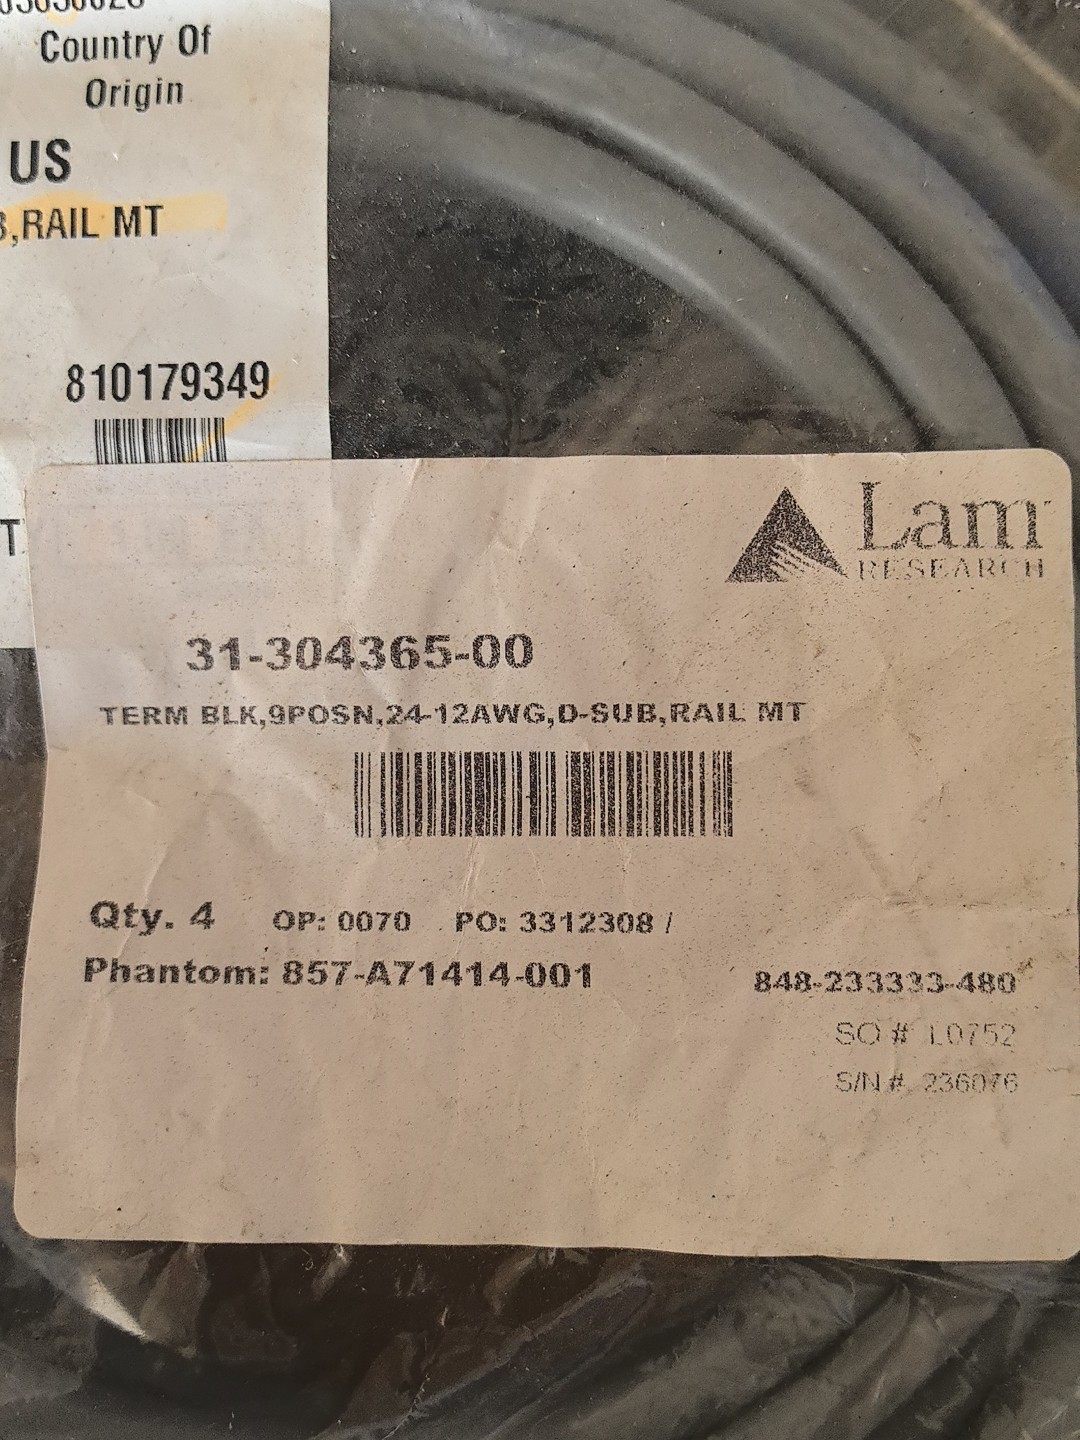 Country Of
Origin
US
,RAIL MT
810179349
T
Lam
RESEARCH
31-304365-00
TERM BLK,9POSN,24-12AWG,D-SUB,RAIL MT
Qty. 4 OP: 0070 PO: 3312308 /
Phantom: 857-A71414-001
848-233333-480
SO # L0752
S/N # 236076